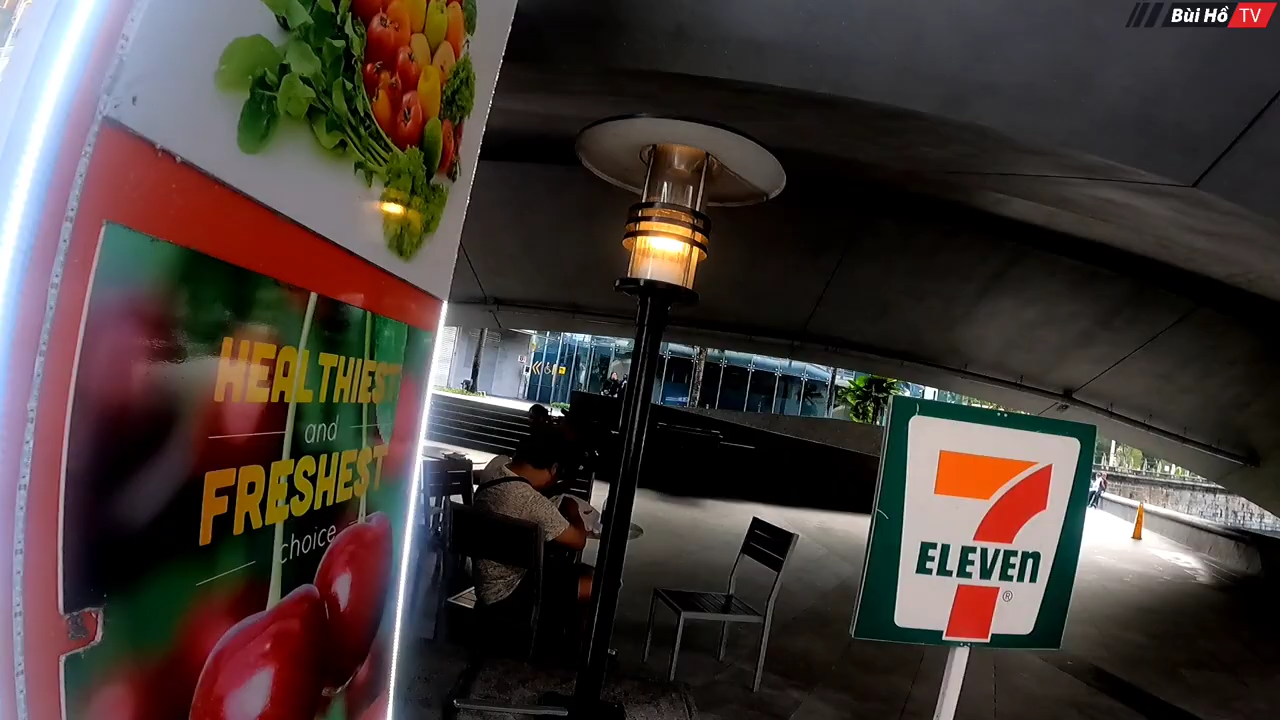 Bùi Hồ TV
HEALTHIEST
and
FRESHEST
choice
7
ELEVEn
®